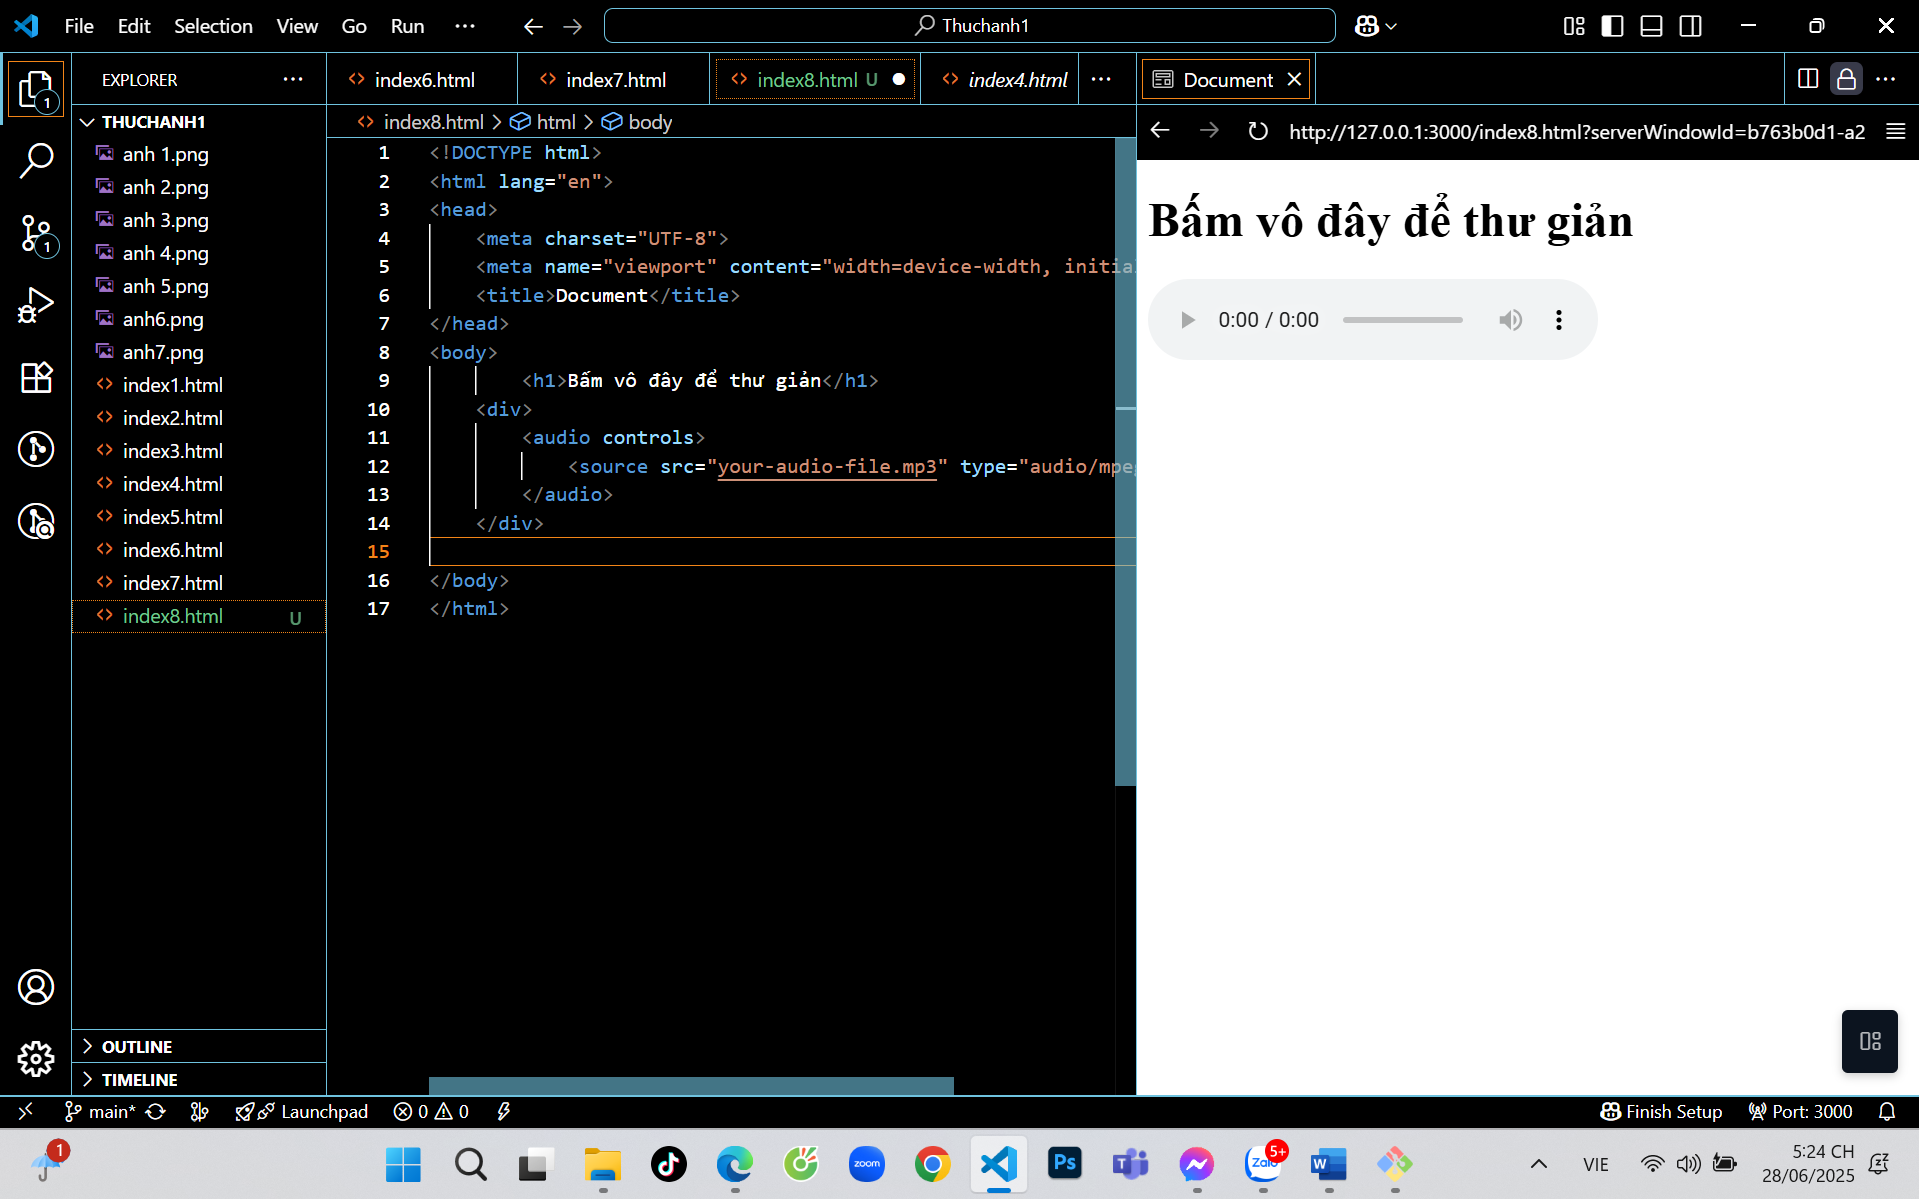 File Edit Selection View Go Run ··· Thuchanh1
EXPLORER ···
THUCHANH1
anh 1.png
anh 2.png
anh 3.png
anh 4.png
anh 5.png
anh6.png
anh7.png
index1.html
index2.html
index3.html
index4.html
index5.html
index6.html
index7.html
index8.html U
OUTLINE
TIMELINE
1
1
index6.html index7.html index8.html U index4.html ···
index8.html > html > body
1 <!DOCTYPE html>
2 <html lang="en">
3 <head>
4 <meta charset="UTF-8">
5 <meta name="viewport" content="width=device-width, initia
6 <title>Document</title>
7 </head>
8 <body>
9 <h1>Bấm vô đây để thư giản</h1>
10 <div>
11 <audio controls>
12 <source src="your-audio-file.mp3" type="audio/mpe
13 </audio>
14 </div>
15
16 </body>
17 </html>
Document
http://127.0.0.1:3000/index8.html?serverWindowId=b763b0d1-a2
Bấm vô đây để thư giản
0:00 / 0:00
main* Launchpad 0 0 Finish Setup Port: 3000
1
zoom
Ps
T
Zalo
5+
W
VIE
5:24 CH
28/06/2025